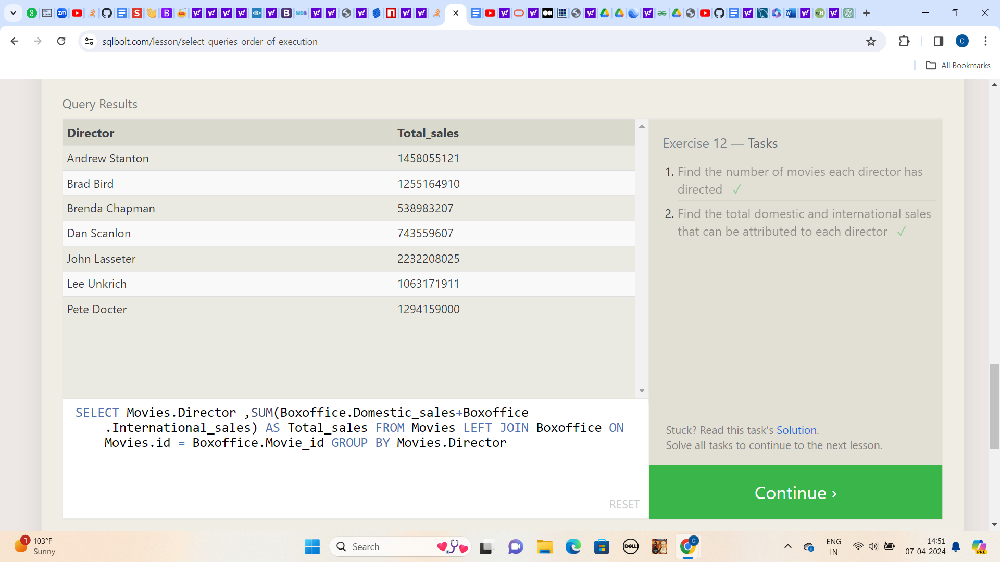 sqlbolt.com/lesson/select_queries_order_of_execution
C
All Bookmarks
Query Results
Director Total_sales
Andrew Stanton 1458055121
Brad Bird 1255164910
Brenda Chapman 538983207
Dan Scanlon 743559607
John Lasseter 2232208025
Lee Unkrich 1063171911
Pete Docter 1294159000
Exercise 12 — Tasks
1. Find the number of movies each director has
directed ✓
2. Find the total domestic and international sales
that can be attributed to each director ✓
SELECT Movies.Director ,SUM(Boxoffice.Domestic_sales+Boxoffice
.International_sales) AS Total_sales FROM Movies LEFT JOIN Boxoffice ON
Movies.id = Boxoffice.Movie_id GROUP BY Movies.Director
RESET
Stuck? Read this task's Solution.
Solve all tasks to continue to the next lesson.
Continue ›
1
103°F
Sunny
Search
DELL
C
ENG
IN
14:51
07-04-2024
PRE